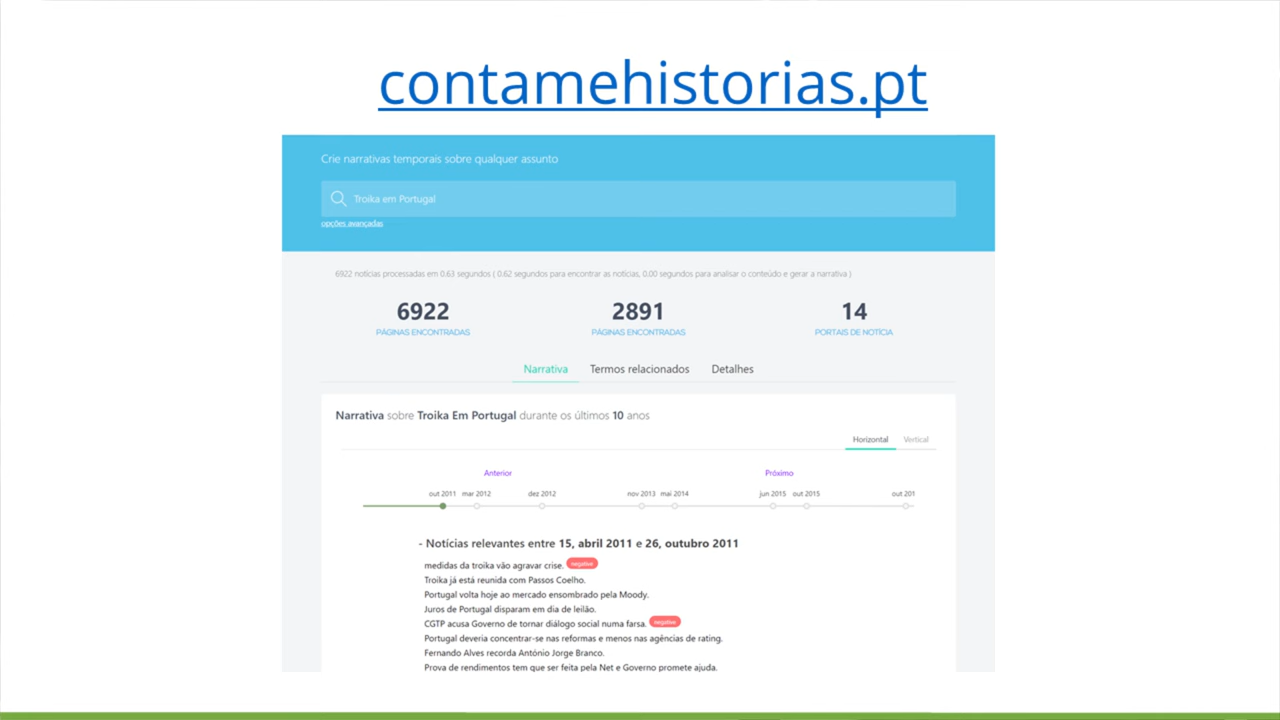 contamehistorias.pt
Crie narrativas temporais sobre qualquer assunto
Troika em Portugal
opções avançadas
6922 notícias processadas em 0.63 segundos ( 0.62 segundos para encontrar as notícias, 0.00 segundos para analisar o conteúdo e gerar a narrativa )
6922 2891 14
PÁGINAS ENCONTRADAS PÁGINAS ENCONTRADAS PORTAIS DE NOTÍCIA
Narrativa Termos relacionados Detalhes
Narrativa sobre Troika Em Portugal durante os últimos 10 anos
Horizontal Vertical
Anterior Próximo
out 2011 mar 2012 dez 2012 nov 2013 mai 2014 jun 2015 out 2015 out 201
- Notícias relevantes entre 15, abril 2011 e 26, outubro 2011
medidas da troika vão agravar crise. negative
Troika já está reunida com Passos Coelho.
Portugal volta hoje ao mercado ensombrado pela Moody.
Juros de Portugal disparam em dia de leilão.
CGTP acusa Governo de tornar diálogo social numa farsa. negative
Portugal deveria concentrar-se nas reformas e menos nas agências de rating.
Fernando Alves recorda António Jorge Branco.
Prova de rendimentos tem que ser feita pela Net e Governo promete ajuda.